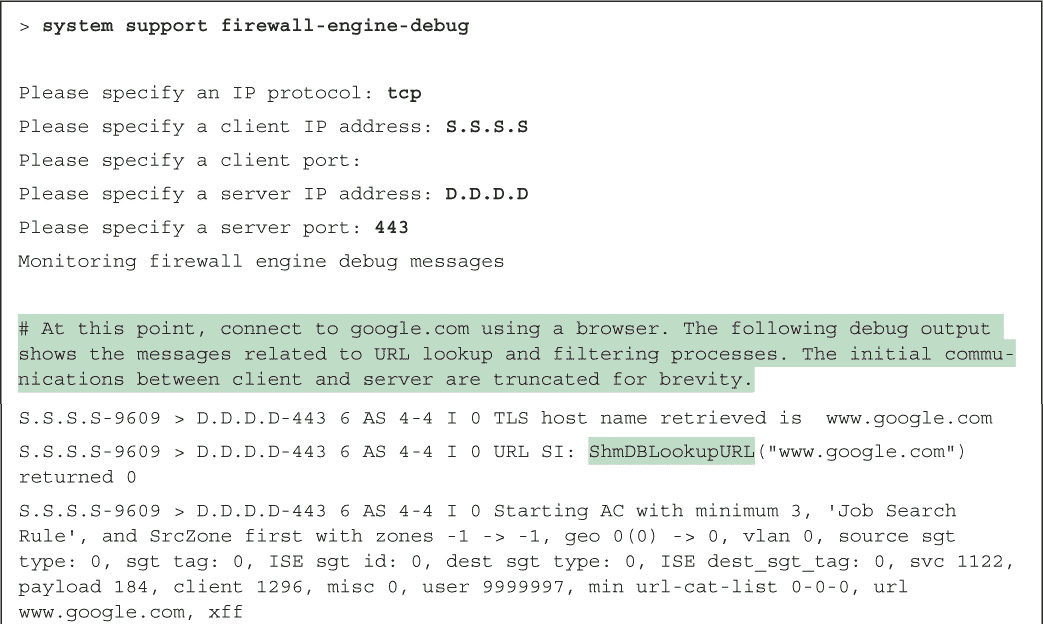 > system support firewall-engine-debug
Please specify an IP protocol: tcp
Please specify a client IP address: S.S.S.S
Please specify a client port:
Please specify a server IP address: D.D.D.D
Please specify a server port: 443
Monitoring firewall engine debug messages
# At this point, connect to google.com using a browser. The following debug output
shows the messages related to URL lookup and filtering processes. The initial commu-
nications between client and server are truncated for brevity.
S.S.S.S-9609 > D.D.D.D-443 6 AS 4-4 I 0 TLS host name retrieved is  www.google.com
S.S.S.S-9609 > D.D.D.D-443 6 AS 4-4 I 0 URL SI: ShmDBLookupURL("www.google.com")
returned 0
S.S.S.S-9609 > D.D.D.D-443 6 AS 4-4 I 0 Starting AC with minimum 3, 'Job Search
Rule', and SrcZone first with zones -1 -> -1, geo 0(0) -> 0, vlan 0, source sgt
type: 0, sgt tag: 0, ISE sgt id: 0, dest sgt type: 0, ISE dest_sgt_tag: 0, svc 1122,
payload 184, client 1296, misc 0, user 9999997, min url-cat-list 0-0-0, url
www.google.com, xff